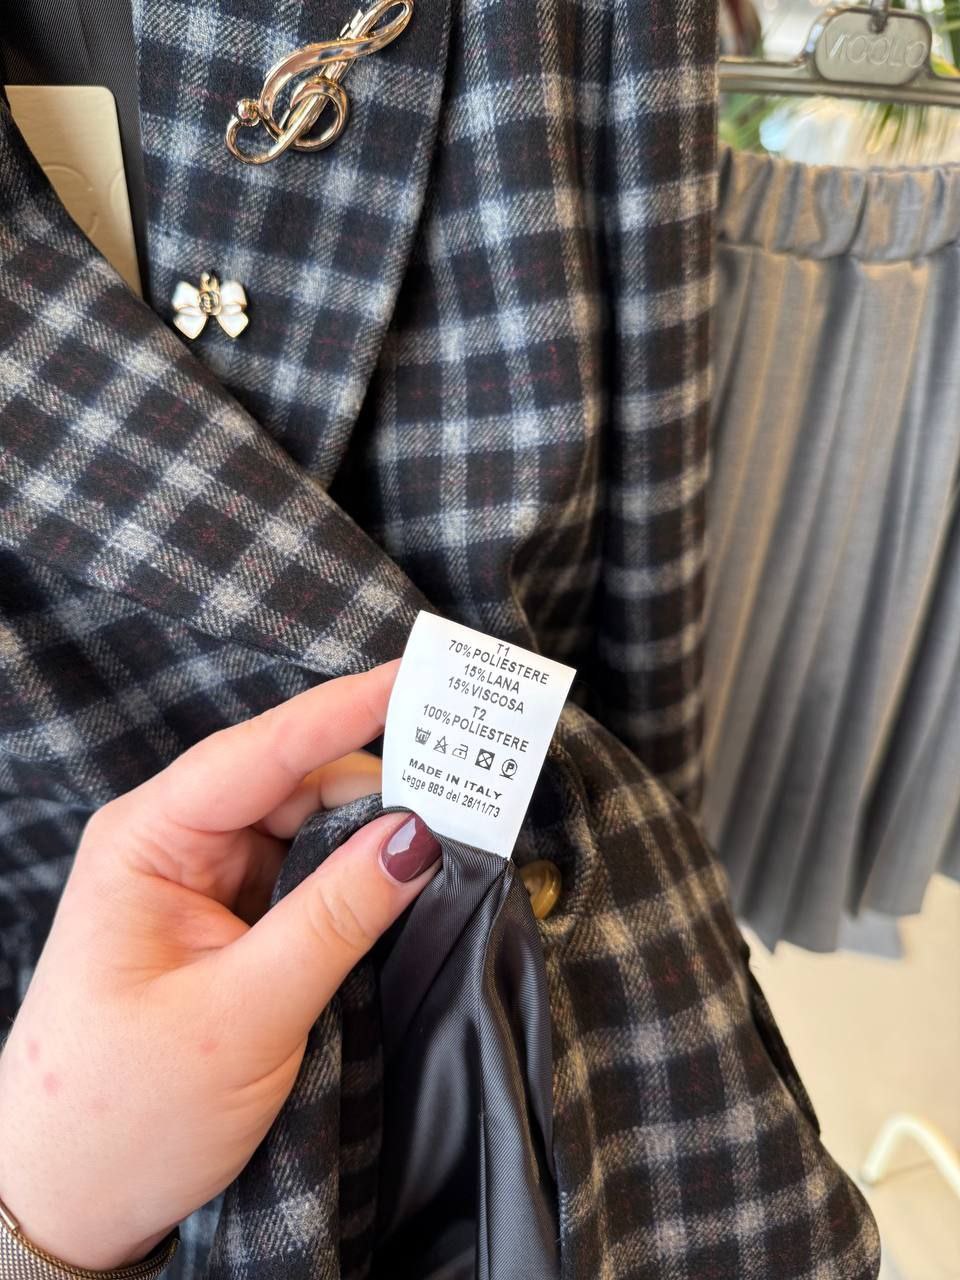 VICOLO
T1
70%POLIESTERE
15%LANA
15%VISCOSA
T2
100%POLIESTERE
MADE IN ITALY
Legge 883 del 26/11/73